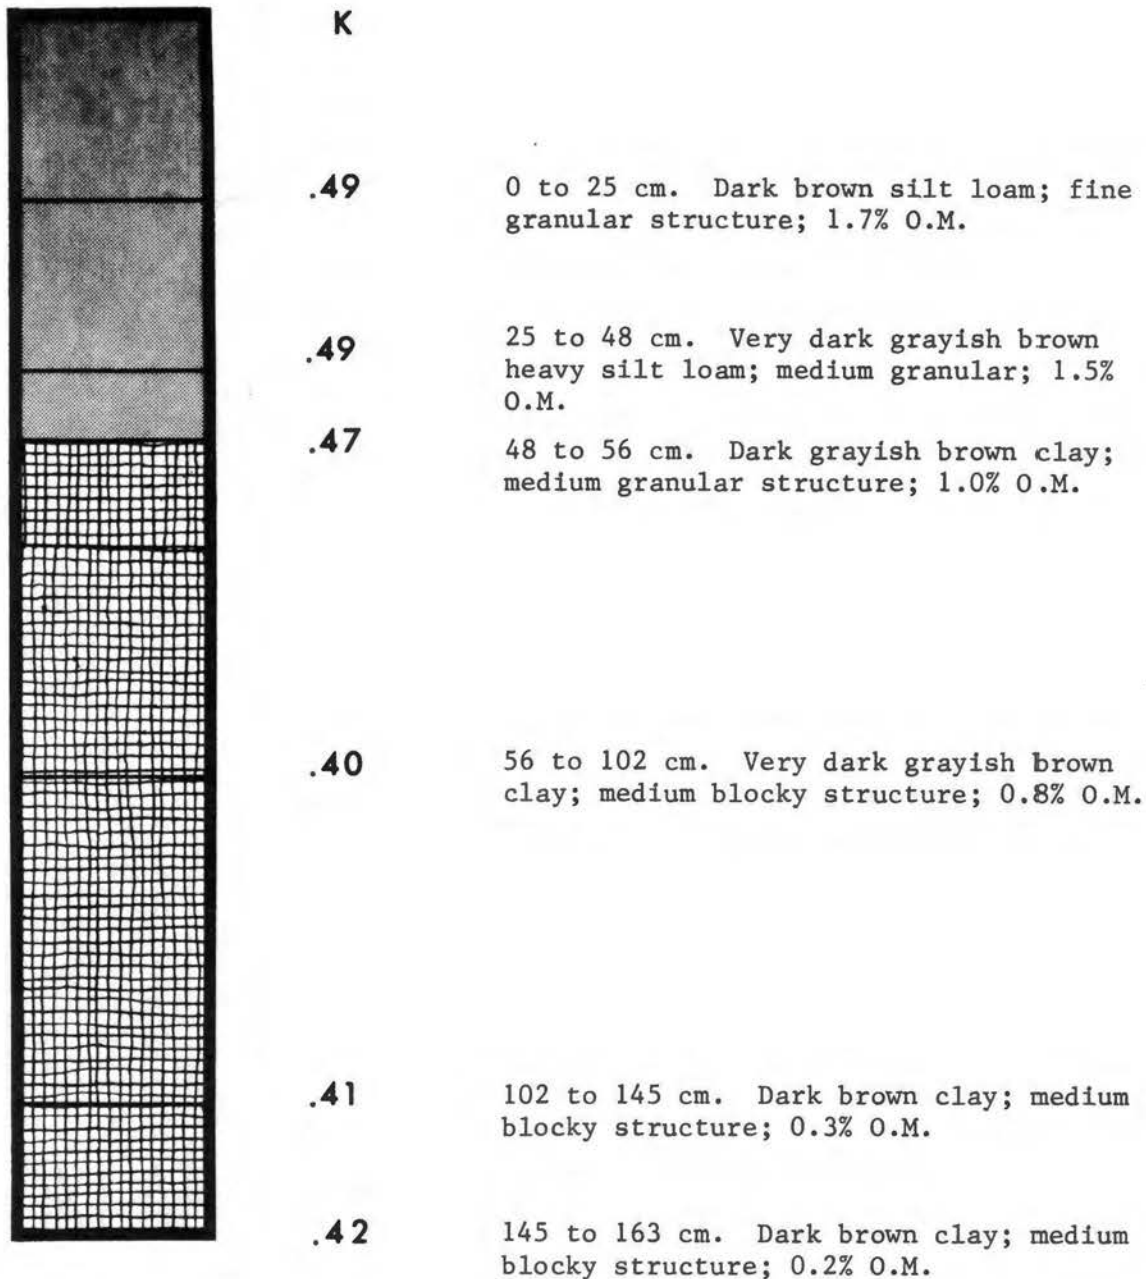 K
.49 0 to 25 cm. Dark brown silt loam; fine
granular structure; 1.7% O.M.
.49 25 to 48 cm. Very dark grayish brown
heavy silt loam; medium granular; 1.5%
O.M.
.47 48 to 56 cm. Dark grayish brown clay;
medium granular structure; 1.0% O.M.
.40 56 to 102 cm. Very dark grayish brown
clay; medium blocky structure; 0.8% O.M.
.41 102 to 145 cm. Dark brown clay; medium
blocky structure; 0.3% O.M.
.42 145 to 163 cm. Dark brown clay; medium
blocky structure; 0.2% O.M.